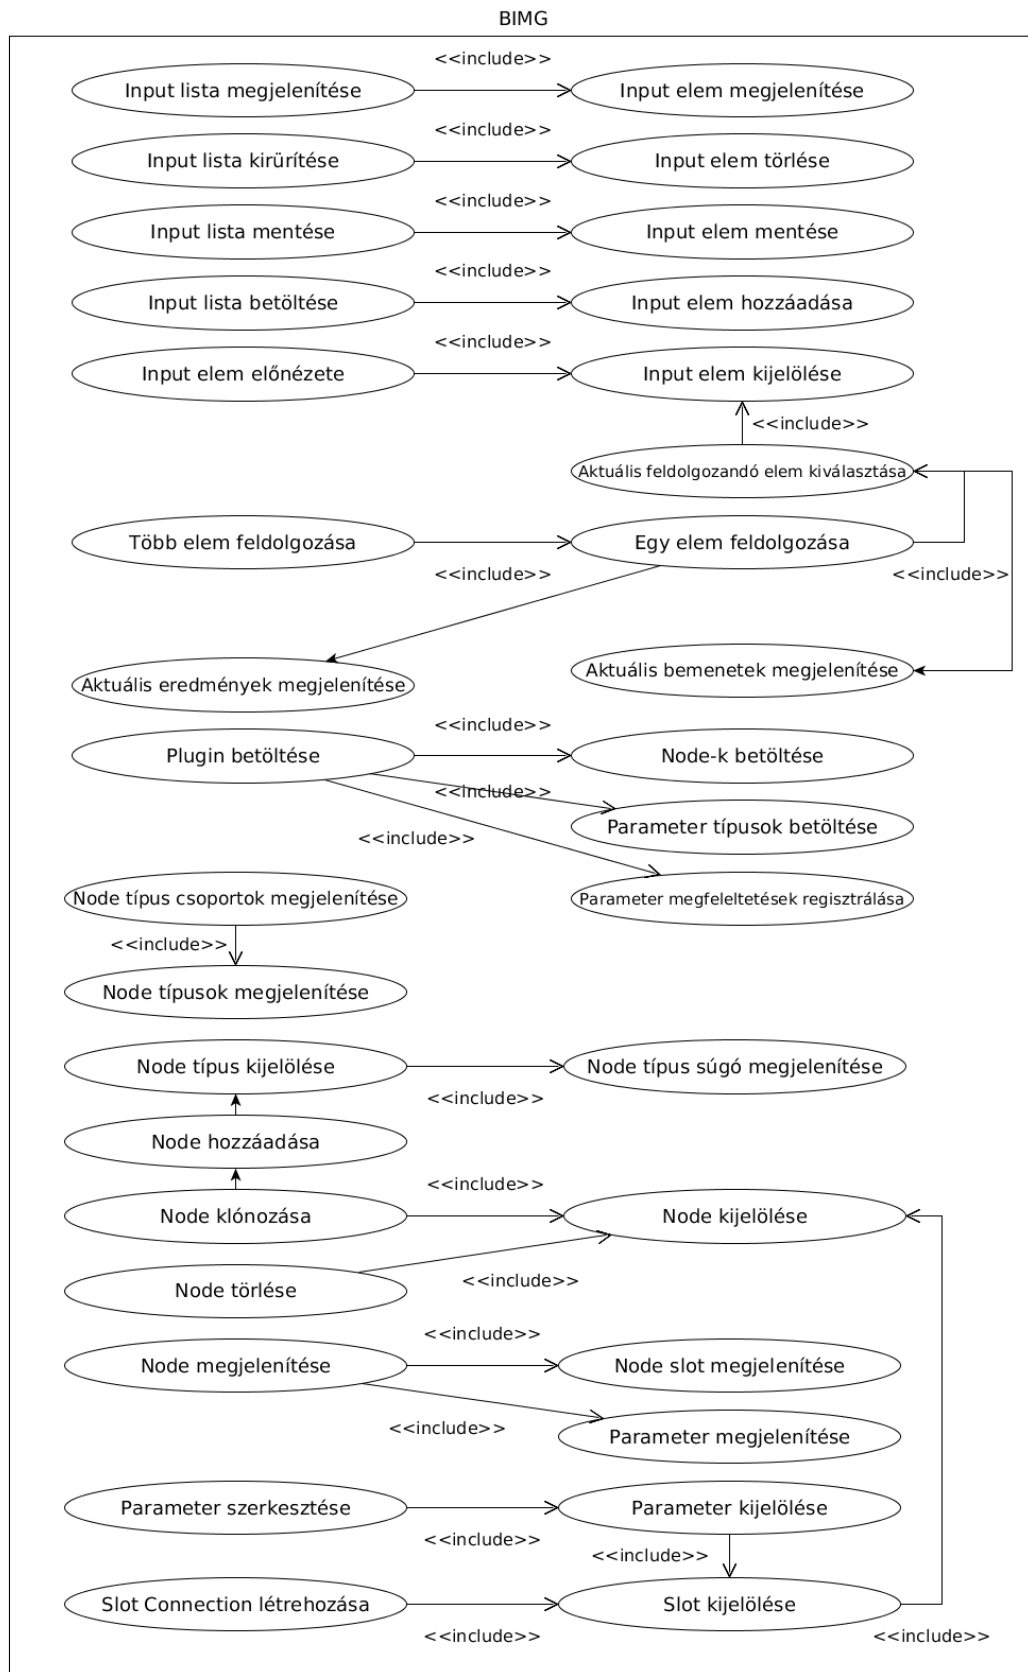 BIMG
<<include>>
Input lista megjelenítése
Input elem megjelenítése
<<include>>
Input lista kirürítése
Input elem törlése
<<include>>
Input lista mentése
Input elem mentése
<<include>>
Input lista betöltése
Input elem hozzáadása
<<include>>
Input elem előnézete
Input elem kijelölése
<<include>>
Aktuális feldolgozandó elem kiválasztása
Több elem feldolgozása
Egy elem feldolgozása
<<include>>
<<include>>
Aktuális bemenetek megjelenítése
Aktuális eredmények megjelenítése
<<include>>
Plugin betöltése
Node-k betöltése
<<include>>
Parameter típusok betöltése
<<include>>
Node típus csoportok megjelenítése
Parameter megfeleltetések regisztrálása
<<include>>
Node típusok megjelenítése
Node típus kijelölése
Node típus súgó megjelenítése
<<include>>
Node hozzáadása
<<include>>
Node klónozása
Node kijelölése
<<include>>
Node törlése
<<include>>
Node megjelenítése
Node slot megjelenítése
<<include>>
Parameter megjelenítése
Parameter szerkesztése
Parameter kijelölése
<<include>>
<<include>>
Slot Connection létrehozása
Slot kijelölése
<<include>>
<<include>>